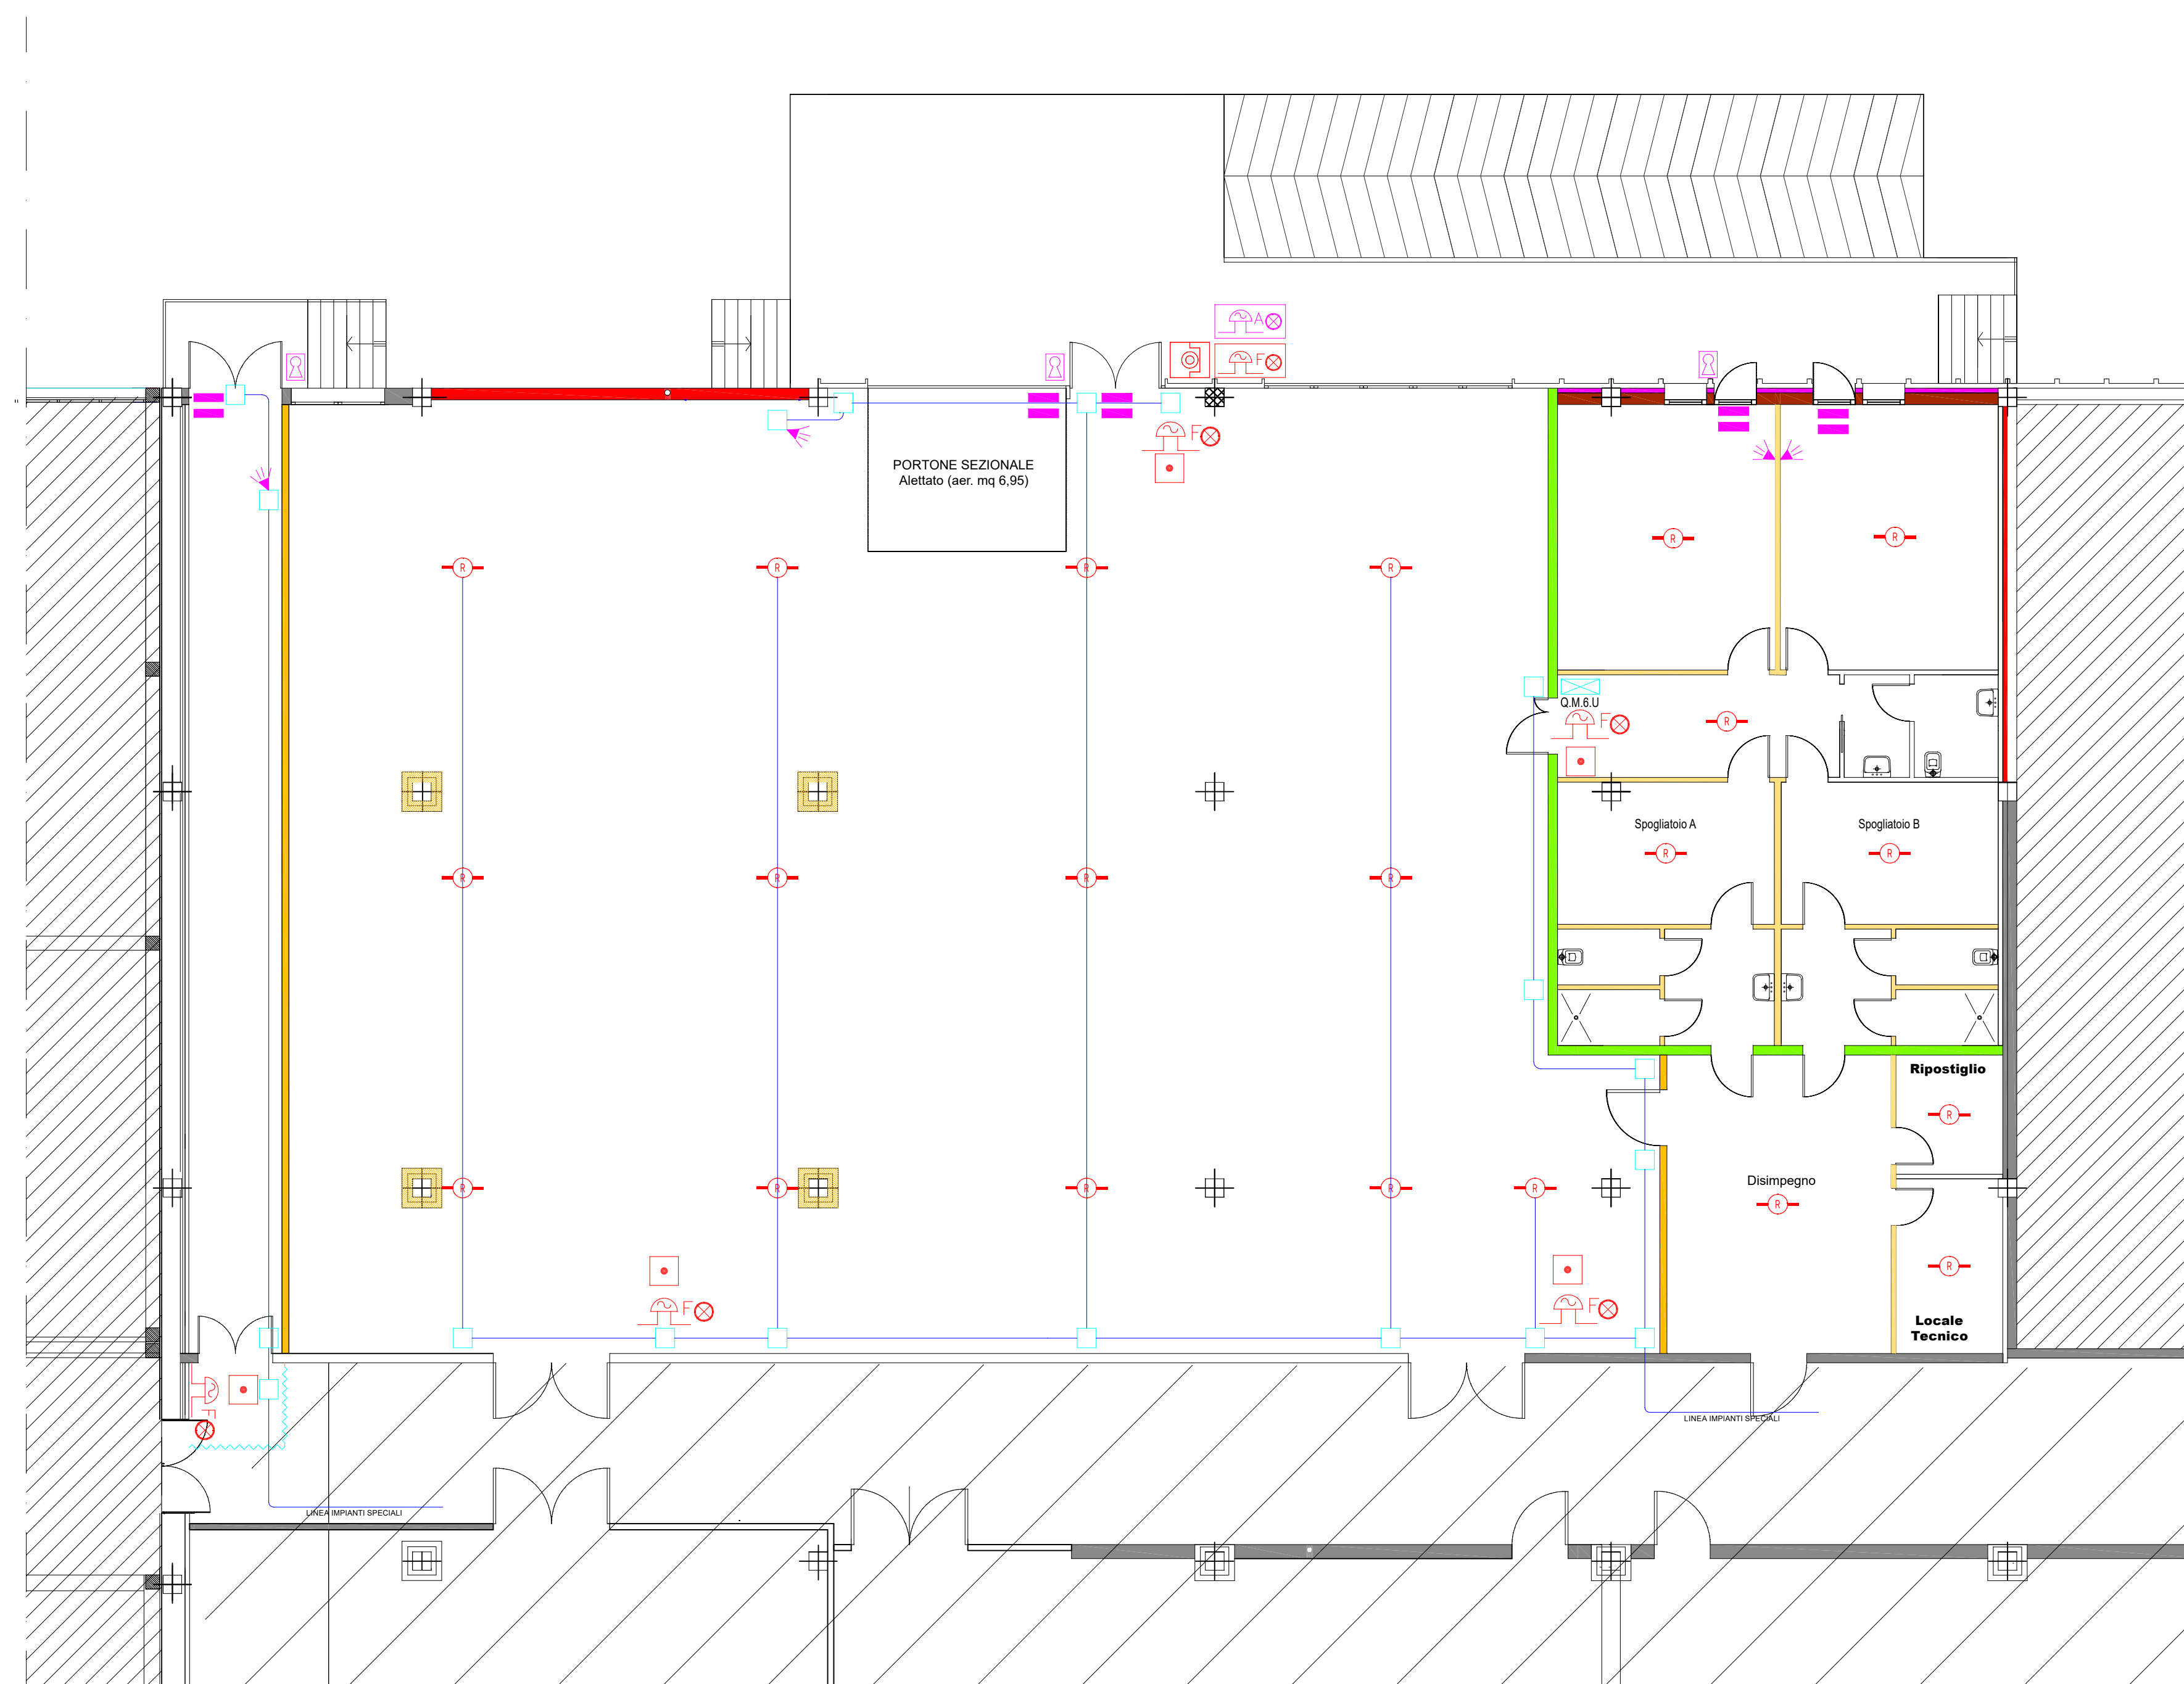 A
F
PORTONE SEZIONALE
Alettato (aer. mq 6,95)
F
R
R
R
R
R
R
Q.M.6.U
F
R
Spogliatoio A
Spogliatoio B
R
R
R
R
R
R
Ripostiglio
R
Disimpegno
R
R
R
R
R
R
R
Locale
Tecnico
F
F
F
LINEA IMPIANTI SPECIALI
LINEA IMPIANTI SPECIALI